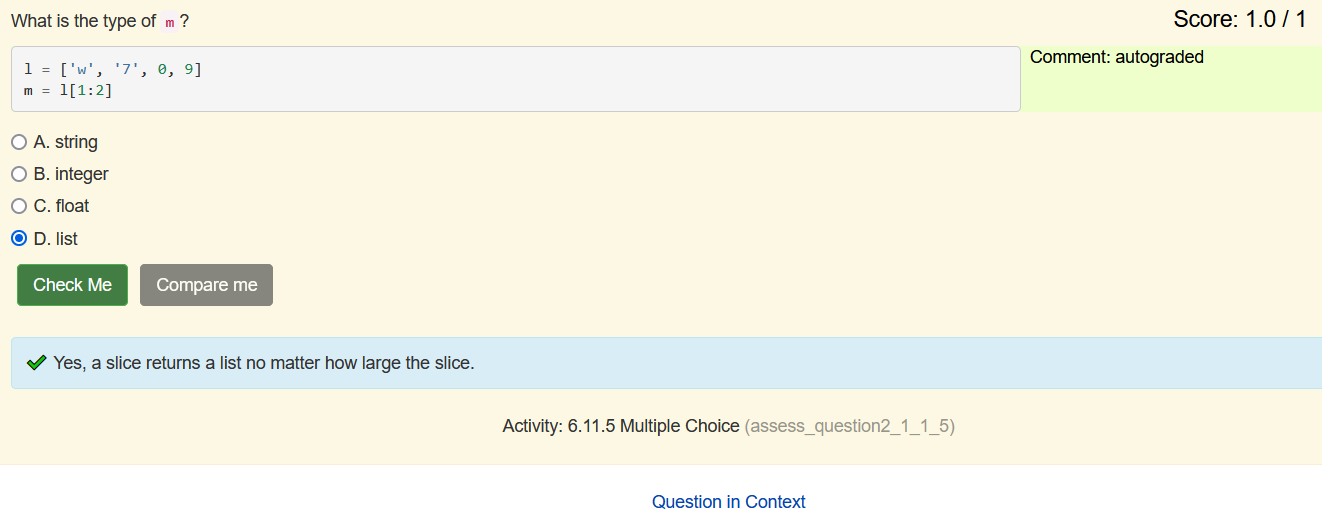 What is the type of m ?
Score: 1.0 / 1
l = ['w', '7', 0, 9]
m = l[1:2]
Comment: autograded
A. string
B. integer
C. float
D. list
Check Me
Compare me
Yes, a slice returns a list no matter how large the slice.
Activity: 6.11.5 Multiple Choice (assess_question2_1_1_5)
Question in Context